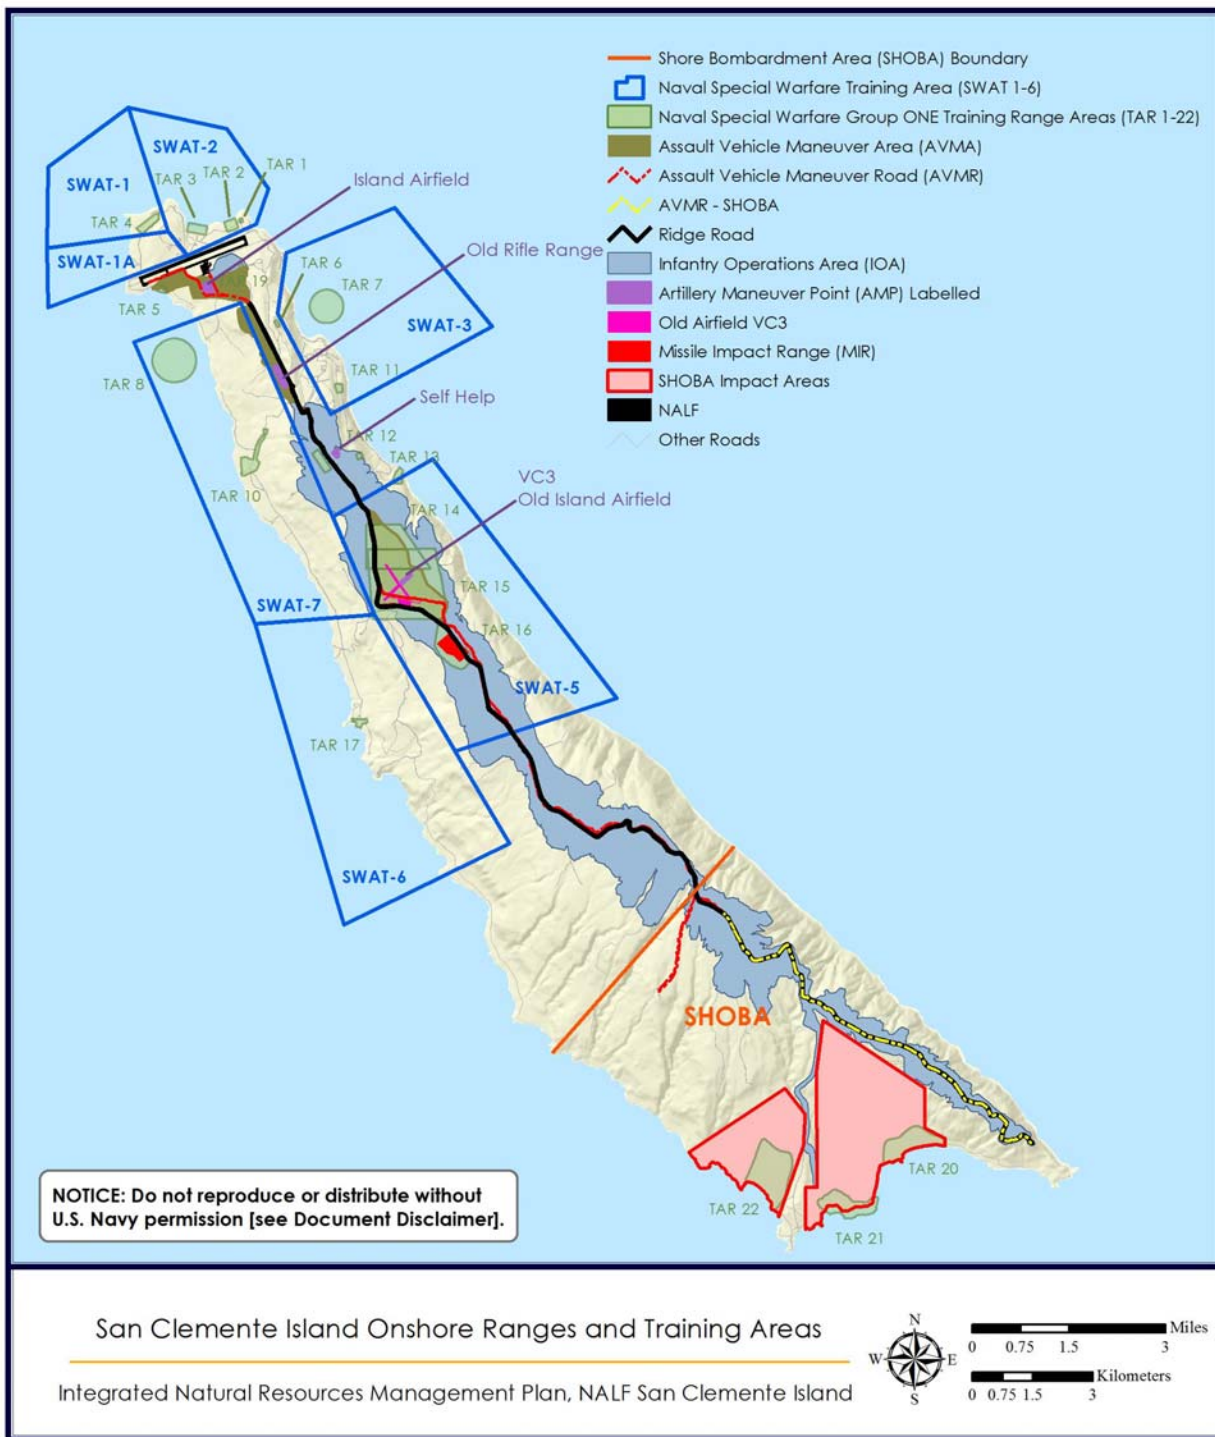 Shore Bombardment Area (SHOBA) Boundary
Naval Special Warfare Training Area (SWAT 1-6)
Naval Special Warfare Group ONE Training Range Areas (TAR 1-22)
Assault Vehicle Maneuver Area (AVMA)
Assault Vehicle Maneuver Road (AVMR)
AVMR - SHOBA
Ridge Road
Infantry Operations Area (IOA)
Artillery Maneuver Point (AMP) Labelled
Old Airfield VC3
Missile Impact Range (MIR)
SHOBA Impact Areas
NALF
Other Roads
SWAT-2
TAR 1
TAR 2
TAR 3
Island Airfield
SWAT-1
TAR 4
Old Rifle Range
SWAT-1A
TAR 6
19
TAR 7
TAR 5
SWAT-3
TAR 11
TAR 8
Self Help
TAR 12
TAR 13
VC3
Old Island Airfield
TAR 10
TAR 14
TAR 15
SWAT-7
TAR 16
SWAT-5
TAR 17
SWAT-6
SHOBA
TAR 20
TAR 22
TAR 21
NOTICE: Do not reproduce or distribute without
U.S. Navy permission [see Document Disclaimer].
San Clemente Island Onshore Ranges and Training Areas
Integrated Natural Resources Management Plan, NALF San Clemente Island
N
W E
S
Miles
0 0.75 1.5 3
Kilometers
0 0.75 1.5 3